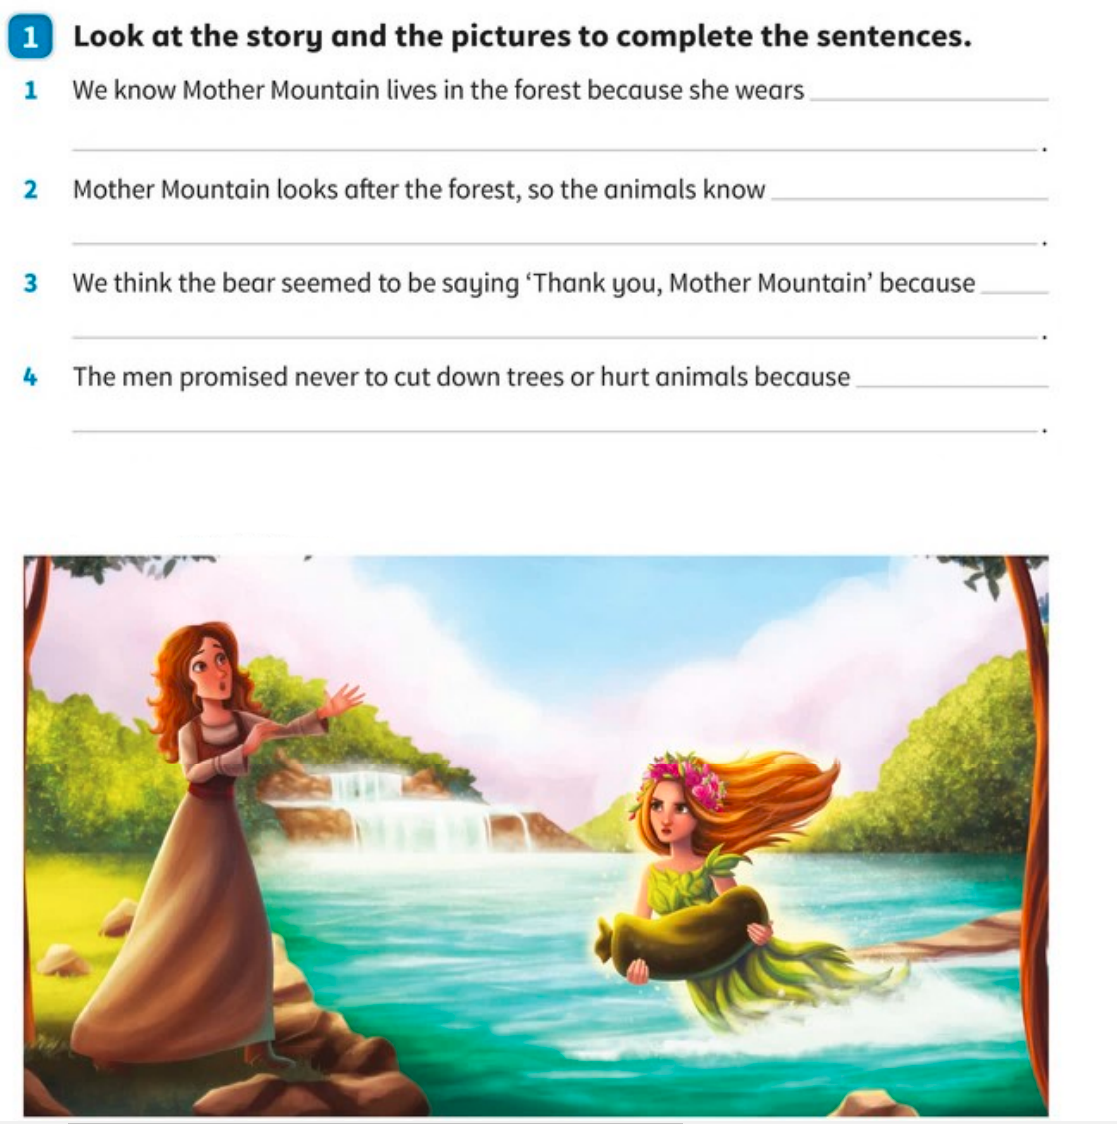 1 Look at the story and the pictures to complete the sentences.
1 We know Mother Mountain lives in the forest because she wears
.
2 Mother Mountain looks after the forest, so the animals know
.
3 We think the bear seemed to be saying ‘Thank you, Mother Mountain’ because
.
4 The men promised never to cut down trees or hurt animals because
.